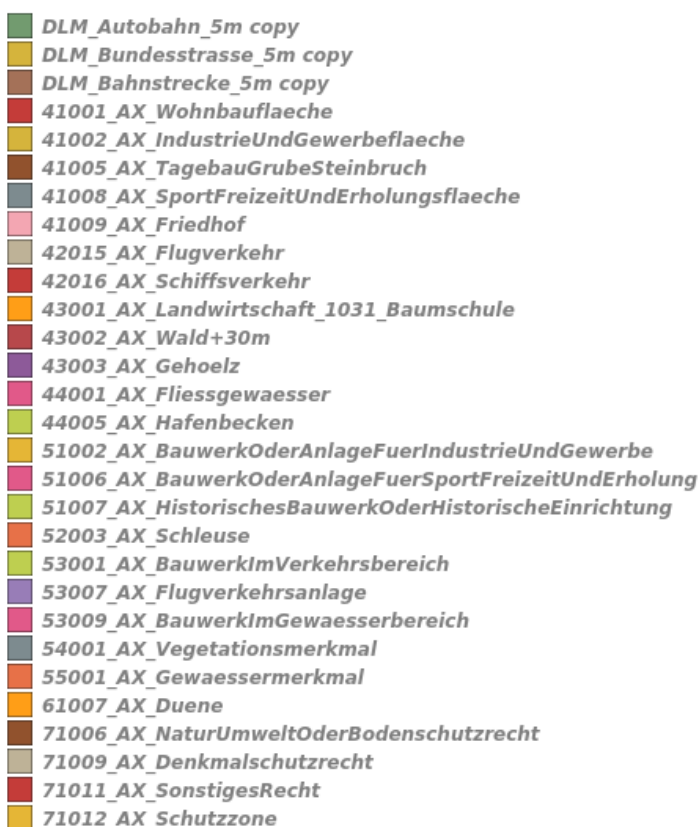 DLM_Autobahn_5m copy
DLM_Bundesstrasse_5m copy
DLM_Bahnstrecke_5m copy
41001_AX_Wohnbauflaeche
41002_AX_IndustrieUndGewerbeflaeche
41005_AX_TagebauGrubeSteinbruch
41008_AX_SportFreizeitUndErholungsflaeche
41009_AX_Friedhof
42015_AX_Flugverkehr
42016_AX_Schiffsverkehr
43001_AX_Landwirtschaft_1031_Baumschule
43002_AX_Wald+30m
43003_AX_Gehoelz
44001_AX_Fliessgewaesser
44005_AX_Hafenbecken
51002_AX_BauwerkOderAnlageFuerIndustrieUndGewerbe
51006_AX_BauwerkOderAnlageFuerSportFreizeitUndErholung
51007_AX_HistorischesBauwerkOderHistorischeEinrichtung
52003_AX_Schleuse
53001_AX_BauwerkImVerkehrsbereich
53007_AX_Flugverkehrsanlage
53009_AX_BauwerkImGewaesserbereich
54001_AX_Vegetationsmerkmal
55001_AX_Gewaessermerkmal
61007_AX_Duene
71006_AX_NaturUmweltOderBodenschutzrecht
71009_AX_Denkmalschutzrecht
71011_AX_SonstigesRecht
71012_AX_Schutzzone